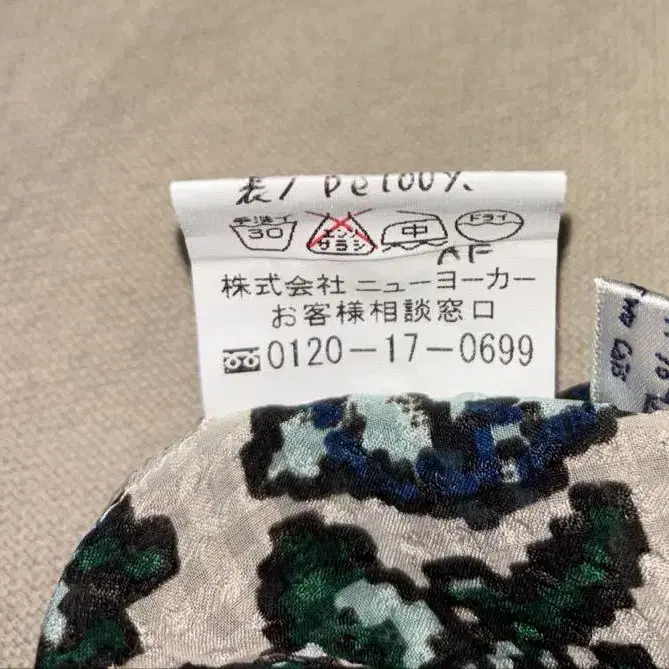 表/Pe100%
手洗イ 30 エンソサラシ 中 ドライ
AF
株式会社 ニューヨーカー
お客様相談窓口
0120-17-0699